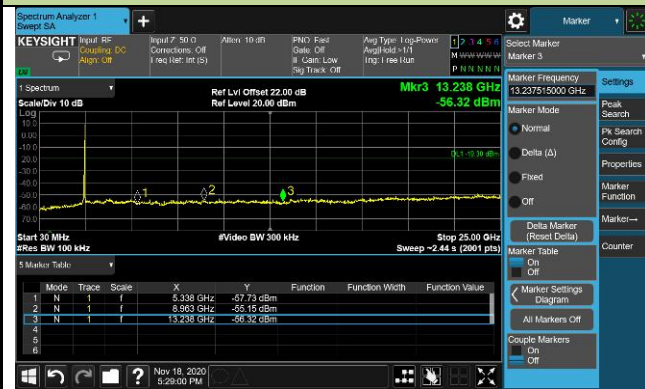 Spectrum Analyzer 1
Swept SA
+
Marker
KEYSIGHT
Input: RF
Coupling: DC
Align: Off
Input Z: 50 Ω
Corrections: Off
Freq Ref: Int (S)
Atten: 10 dB
PNO: Fast
Gate: Off
IF Gain: Low
Sig Track: Off
Avg Type: Log-Power
Avg|Hold:>1/1
Trig: Free Run
1 2 3 4 5 6
M W W W W W
P N N N N N
LXI
Select Marker
Marker 3
1 Spectrum
Scale/Div 10 dB
Ref Lvl Offset 22.00 dB
Ref Level 20.00 dBm
Mkr3 13.238 GHz
-56.32 dBm
Log
10.0
0.00
-10.0
-20.0
-30.0
-40.0
-50.0
-60.0
-70.0
1
2
3
Start 30 MHz
#Res BW 100 kHz
#Video BW 300 kHz
Stop 25.00 GHz
Sweep ~2.44 s (2001 pts)
5 Marker Table
Mode Trace Scale X Y Function Function Width Function Value
1 N 1 f 5.338 GHz -57.73 dBm
2 N 1 f 8.963 GHz -55.15 dBm
3 N 1 f 13.238 GHz -56.32 dBm
4
5
6
Marker Frequency
13.237515000 GHz
Marker Mode
Normal
Delta (Δ)
Fixed
Off
Delta Marker
(Reset Delta)
Marker Table
On
Off
Marker Settings
Diagram
All Markers Off
Couple Markers
On
Off
Settings
Peak
Search
Pk Search
Config
Properties
Marker
Function
Marker→
Counter
?
Nov 18, 2020
5:29:00 PM